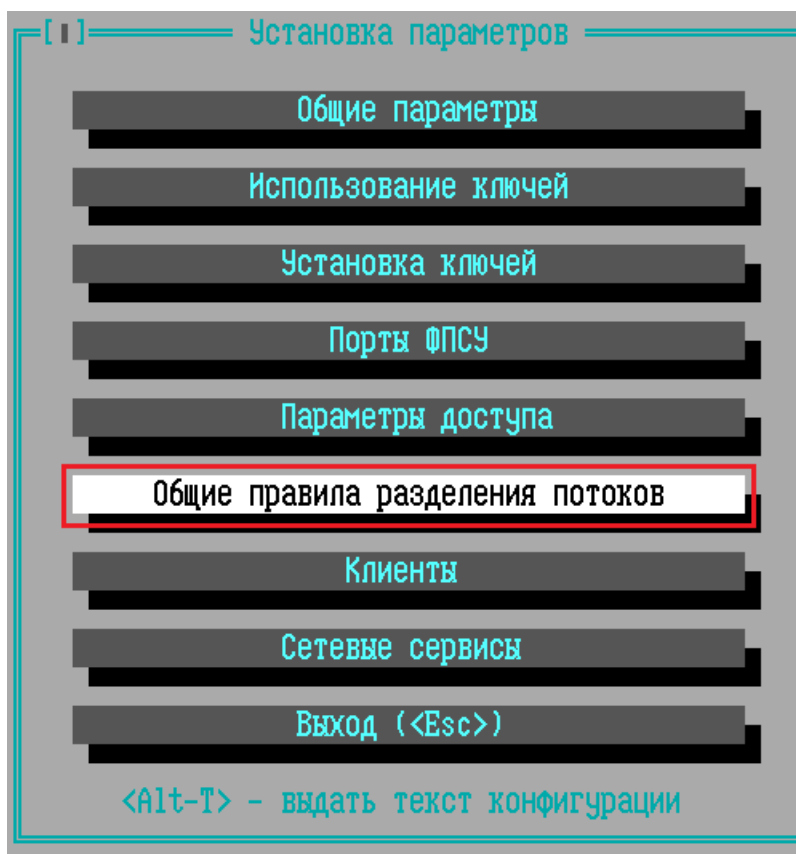 [▮] Установка параметров
Общие параметры
Использование ключей
Установка ключей
Порты ФПСУ
Параметры доступа
Общие правила разделения потоков
Клиенты
Сетевые сервисы
Выход (<Esc>)
<Alt-T> - выдать текст конфигурации